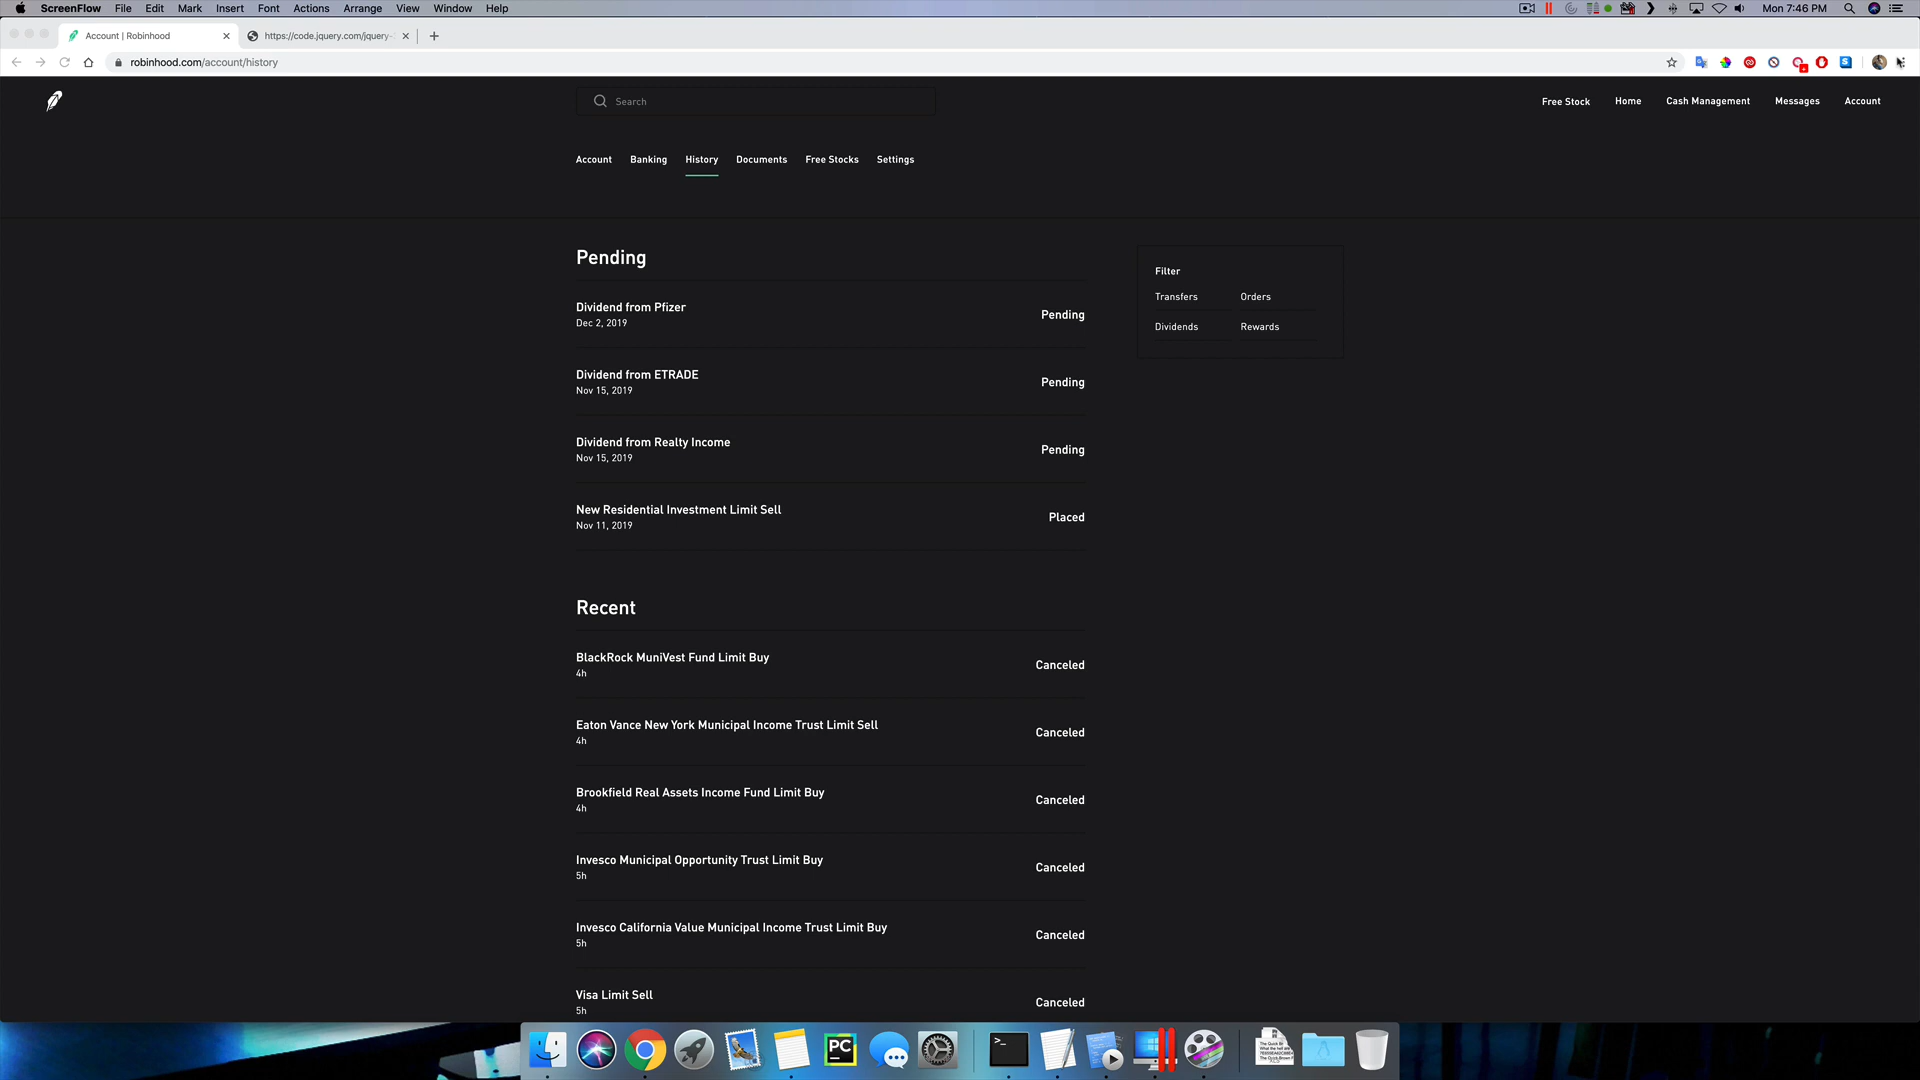 ScreenFlow File Edit Mark Insert Font Actions Arrange View Window Help Mon 7:46 PM
Account | Robinhood https://code.jquery.com/jquery-
robinhood.com/account/history
Search
Free Stock Home Cash Management Messages Account
Account Banking History Documents Free Stocks Settings
Pending
Dividend from Pfizer
Dec 2, 2019
Pending
Dividend from ETRADE
Nov 15, 2019
Pending
Dividend from Realty Income
Nov 15, 2019
Pending
New Residential Investment Limit Sell
Nov 11, 2019
Placed
Filter
Transfers Orders
Dividends Rewards
Recent
BlackRock MuniVest Fund Limit Buy
4h
Canceled
Eaton Vance New York Municipal Income Trust Limit Sell
4h
Canceled
Brookfield Real Assets Income Fund Limit Buy
4h
Canceled
Invesco Municipal Opportunity Trust Limit Buy
5h
Canceled
Invesco California Value Municipal Income Trust Limit Buy
5h
Canceled
Visa Limit Sell
5h
Canceled
PC